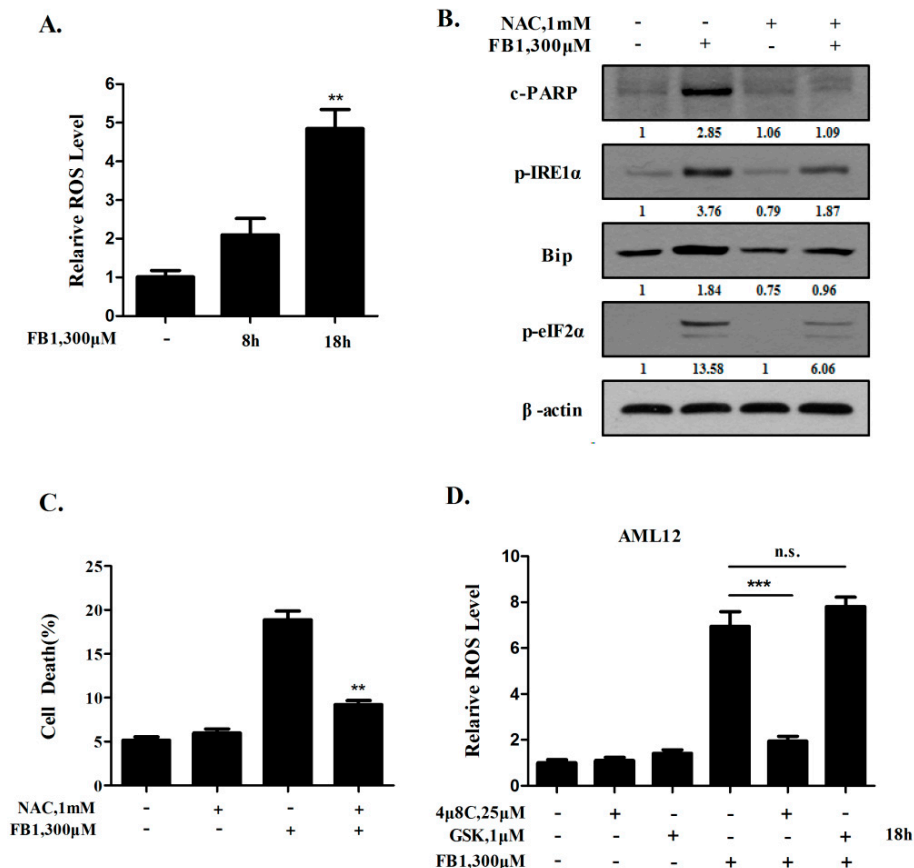 A.
Relarive ROS Level
6
5
4
3
2
1
0
**
FB1,300μM - 8h 18h
B.
NAC,1mM - - + +
FB1,300μM - + - +
c-PARP
1 2.85 1.06 1.09
p-IRE1α
1 3.76 0.79 1.87
Bip
1 1.84 0.75 0.96
p-eIF2α
1 13.58 1 6.06
β -actin
C.
Cell Death(%)
25
20
15
10
5
0
**
NAC,1mM - + - +
FB1,300μM - - + +
D.
AML12
Relarive ROS Level
10
8
6
4
2
0
n.s.
***
4μ8C,25μM - + - - + -
GSK,1μM - - + - - + 18h
FB1,300μM - - - + + +